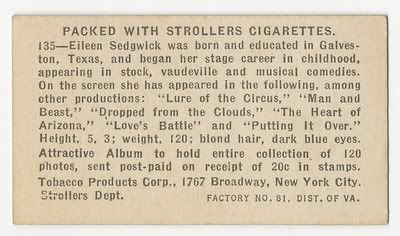 PACKED WITH STROLLERS CIGARETTES.
135—Eileen Sedgwick was born and educated in Galves-
ton, Texas, and began her stage career in childhood,
appearing in stock, vaudeville and musical comedies.
On the screen she has appeared in the following, among
other productions: "Lure of the Circus," "Man and
Beast," "Dropped from the Clouds," "The Heart of
Arizona," "Love's Battle" and "Putting It Over."
Height, 5, 3; weight, 120; blond hair, dark blue eyes.
Attractive Album to hold entire collection of 120
photos, sent post-paid on receipt of 20c in stamps.
Tobacco Products Corp., 1767 Broadway, New York City.
Strollers Dept. FACTORY NO. 81, DIST. OF VA.